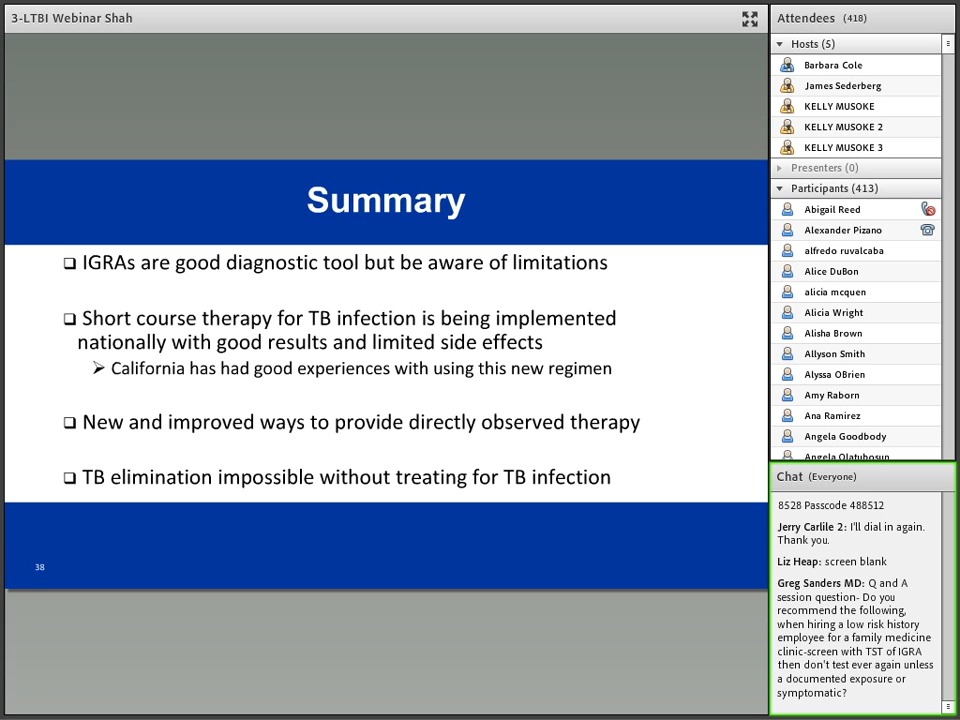 3-LTBI Webinar Shah
Summary
IGRAs are good diagnostic tool but be aware of limitations
Short course therapy for TB infection is being implemented
nationally with good results and limited side effects
California has had good experiences with using this new regimen
New and improved ways to provide directly observed therapy
TB elimination impossible without treating for TB infection
38
Attendees (418)
Hosts (5)
Barbara Cole
James Sederberg
KELLY MUSOKE
KELLY MUSOKE 2
KELLY MUSOKE 3
Presenters (0)
Participants (413)
Abigail Reed
Alexander Pizano
alfredo ruvalcaba
Alice DuBon
alicia mcquen
Alicia Wright
Alisha Brown
Allyson Smith
Alyssa OBrien
Amy Raborn
Ana Ramirez
Angela Goodbody
Angela Olatubosun
Chat (Everyone)
8528 Passcode 488512
Jerry Carlile 2: I'll dial in again.
Thank you.
Liz Heap: screen blank
Greg Sanders MD: Q and A
session question- Do you
recommend the following,
when hiring a low risk history
employee for a family medicine
clinic-screen with TST of IGRA
then don't test ever again unless
a documented exposure or
symptomatic?